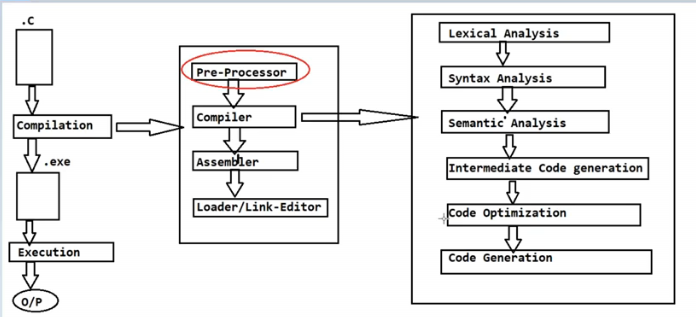 .C
Compilation
.exe
Execution
O/P
Pre-Processor
Compiler
Assembler
Loader/Link-Editor
Lexical Analysis
Syntax Analysis
Semantic Analysis
Intermediate Code generation
Code Optimization
Code Generation